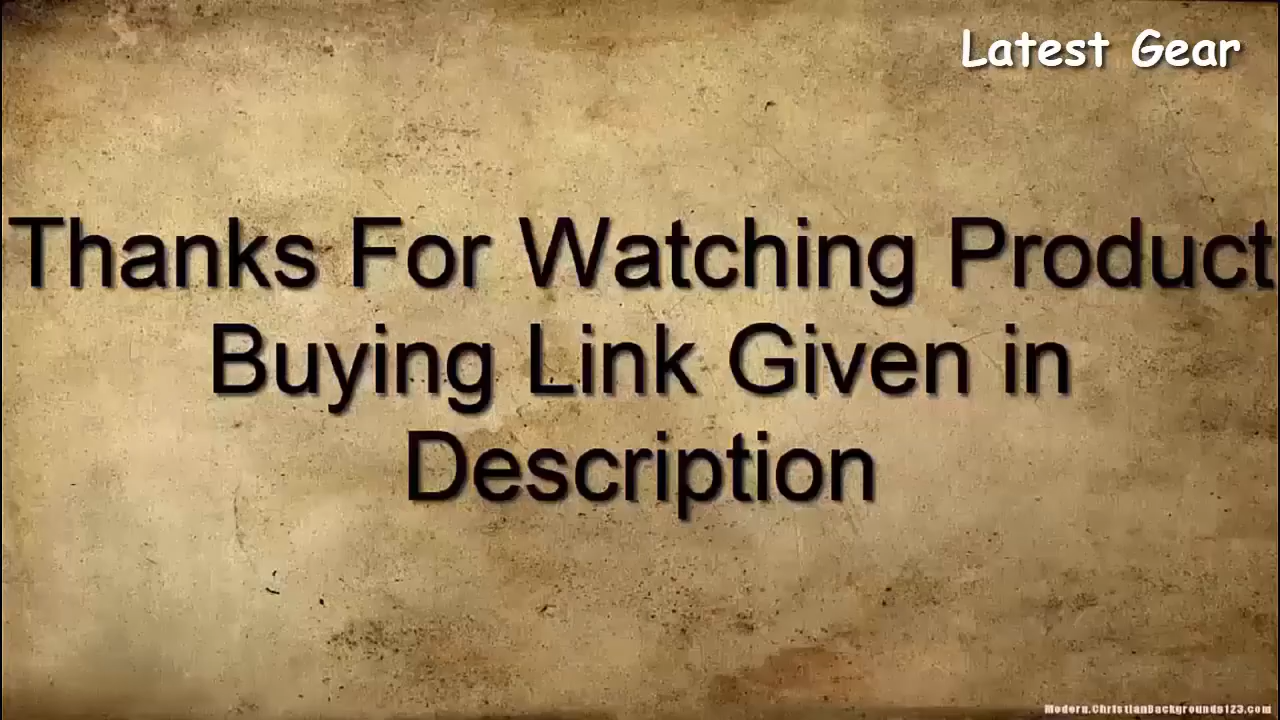 Latest Gear
Thanks For Watching Product
Buying Link Given in
Description
Modern.ChristianBackgrounds123.com